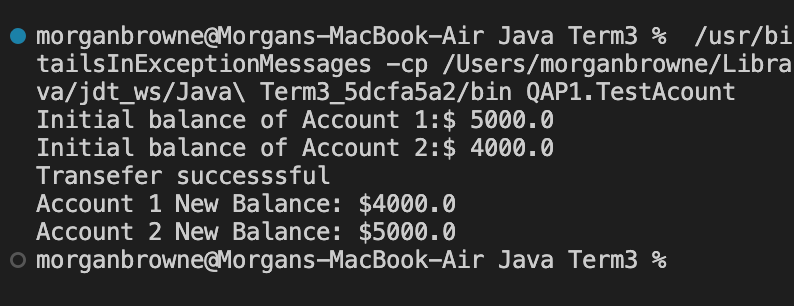 morganbrowne@Morgans-MacBook-Air Java Term3 %  /usr/bi
tailsInExceptionMessages -cp /Users/morganbrowne/Libra
va/jdt_ws/Java\ Term3_5dcfa5a2/bin QAP1.TestAcount
Initial balance of Account 1:$ 5000.0
Initial balance of Account 2:$ 4000.0
Transefer successsful
Account 1 New Balance: $4000.0
Account 2 New Balance: $5000.0
morganbrowne@Morgans-MacBook-Air Java Term3 %